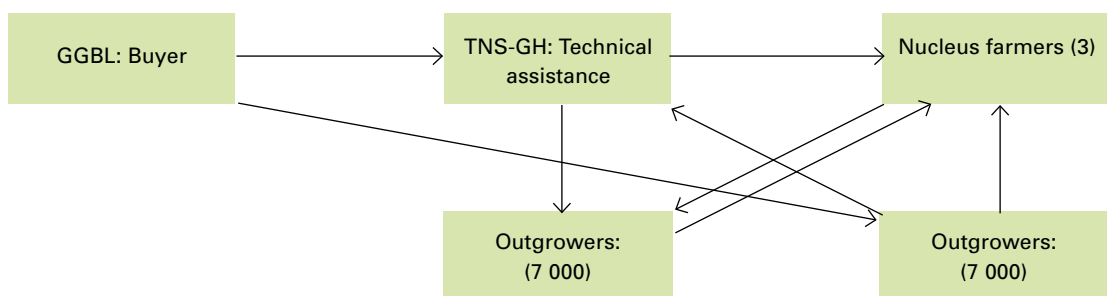 GGBL: Buyer
TNS-GH: Technical
assistance
Nucleus farmers (3)
Outgrowers:
(7 000)
Outgrowers:
(7 000)